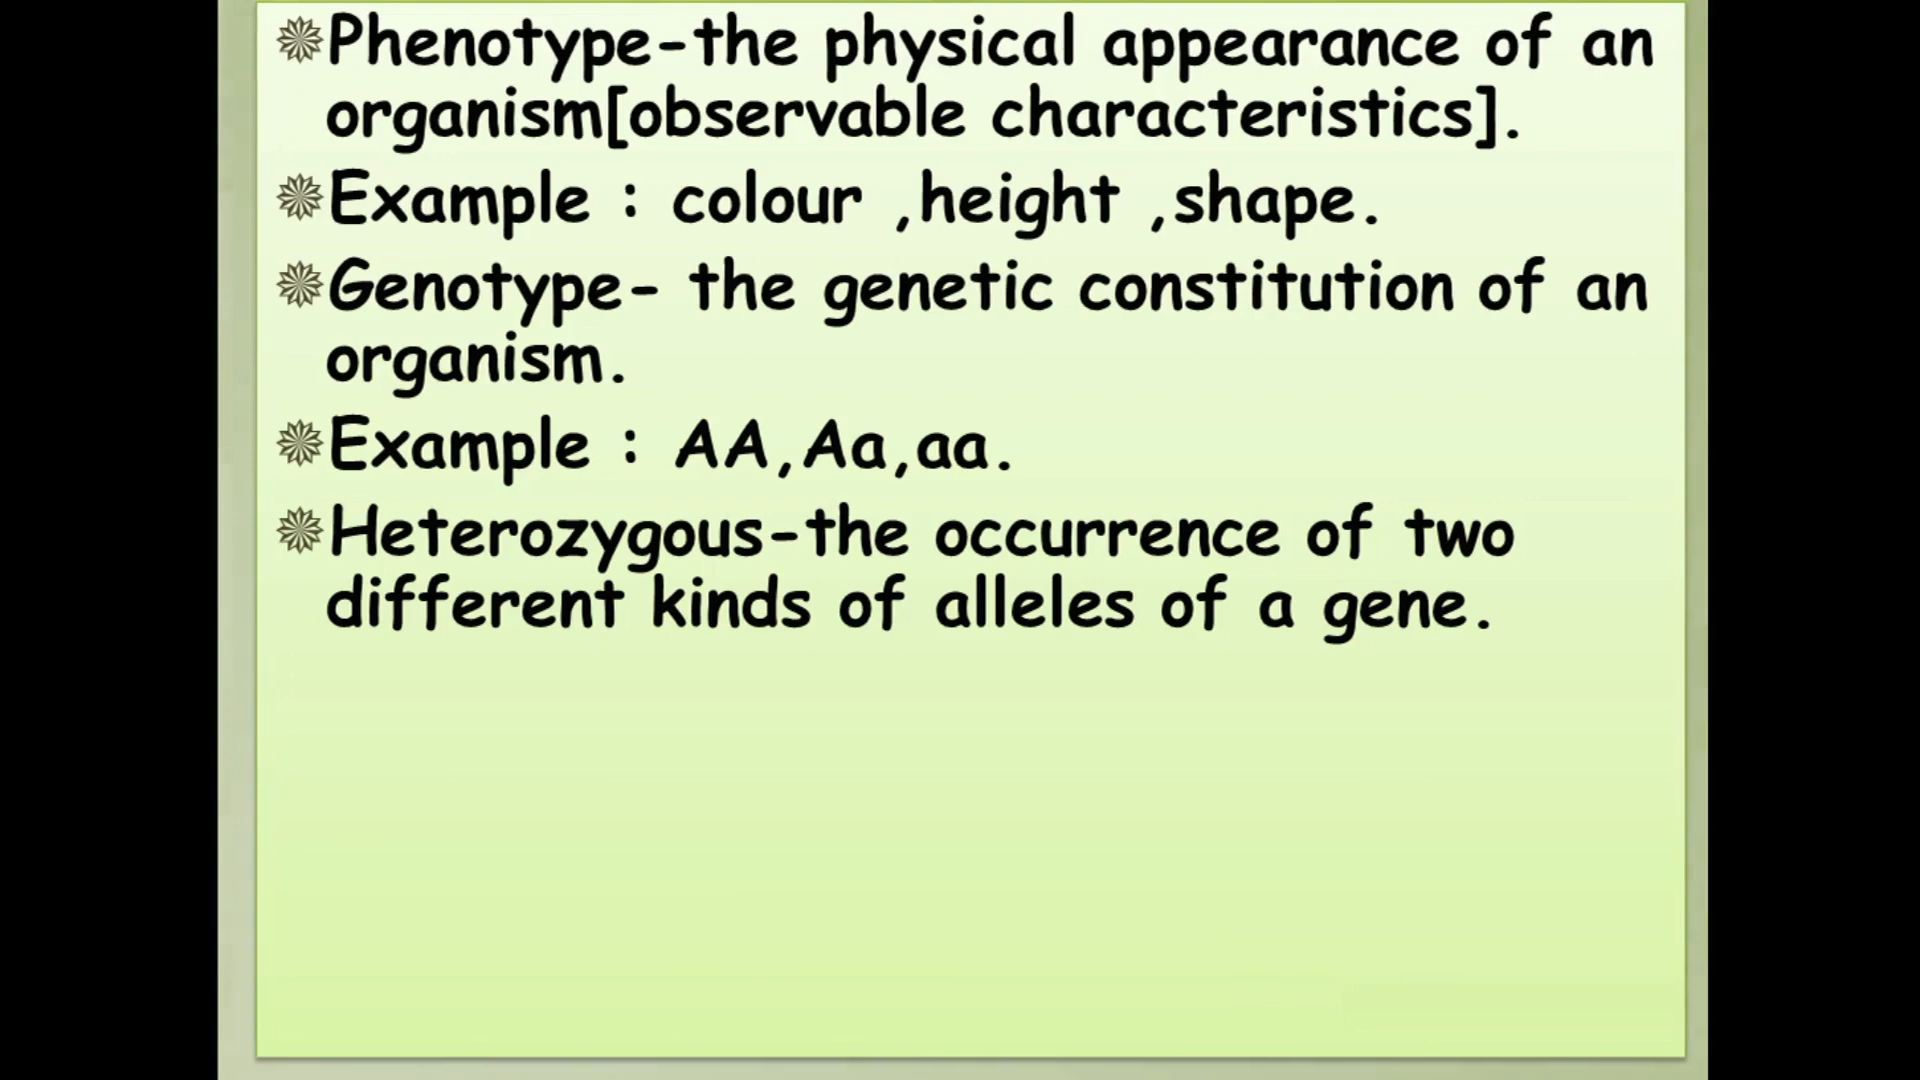 Phenotype-the physical appearance of an
organism[observable characteristics].
Example : colour ,height ,shape.
Genotype- the genetic constitution of an
organism.
Example : AA,Aa,aa.
Heterozygous-the occurrence of two
different kinds of alleles of a gene.